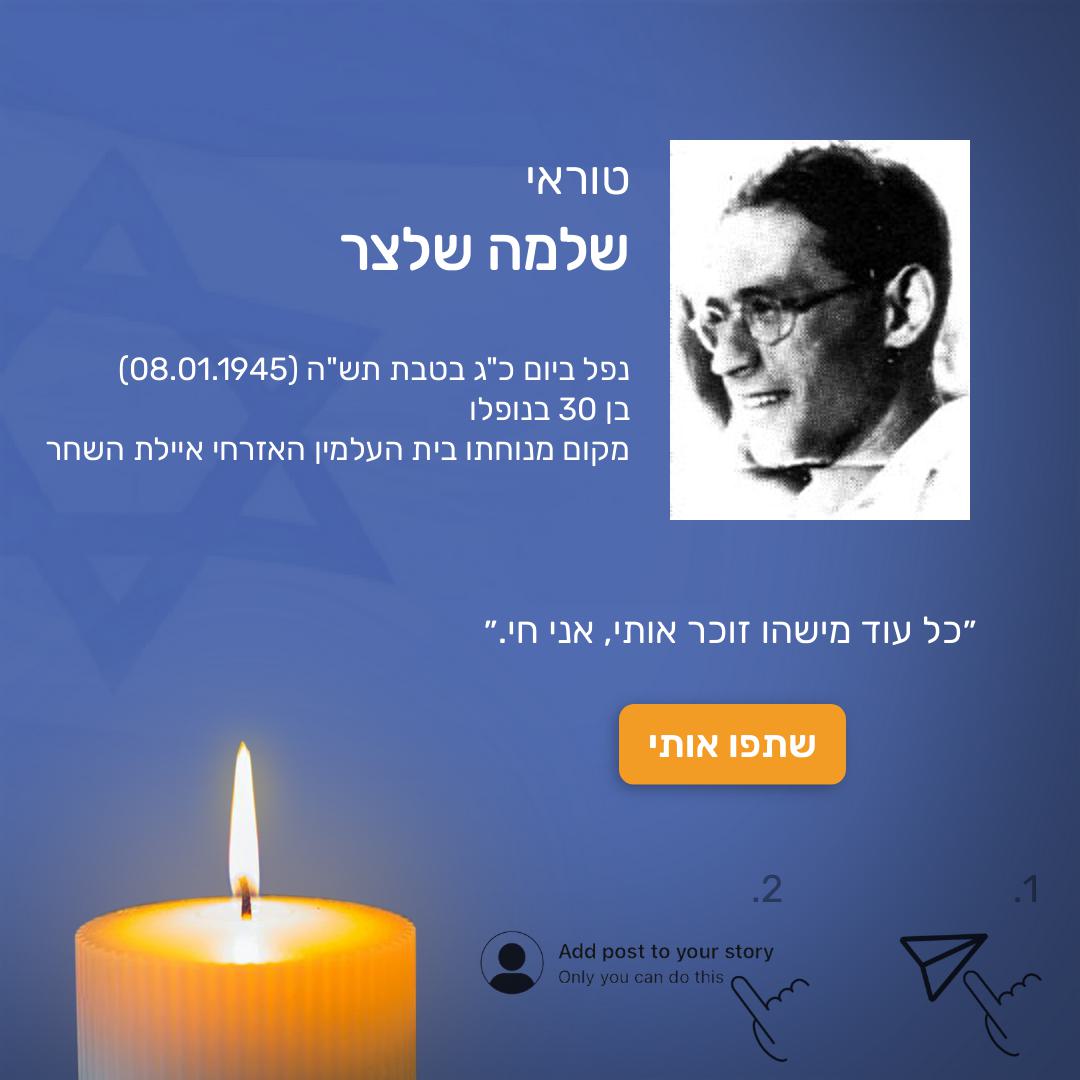 טוראי
שלמה שלצר
נפל ביום כ"ג בטבת תש"ה (08.01.1945)
בן 30 בנופלו
מקום מנוחתו בית העלמין האזרחי איילת השחר
״כל עוד מישהו זוכר אותי, אני חי.״
שתפו אותי
.1
.2
Add post to your story
Only you can do this